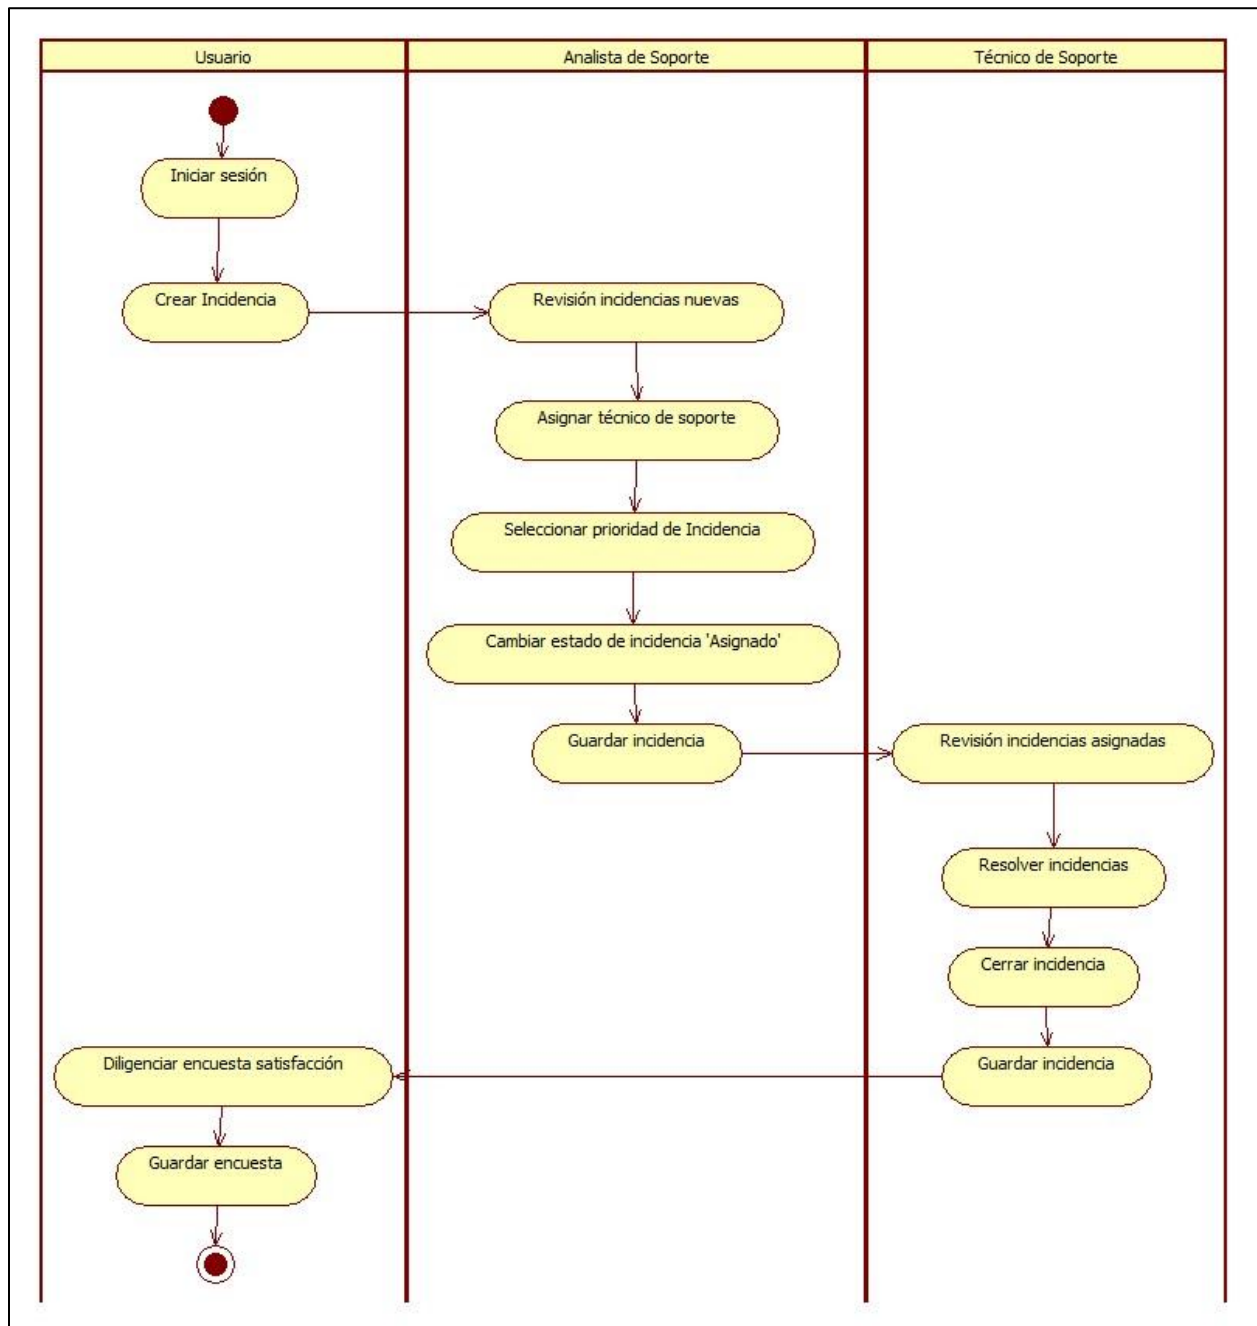 Usuario
Analista de Soporte
Técnico de Soporte
Iniciar sesión
Crear Incidencia
Revisión incidencias nuevas
Asignar técnico de soporte
Seleccionar prioridad de Incidencia
Cambiar estado de incidencia 'Asignado'
Guardar incidencia
Revisión incidencias asignadas
Resolver incidencias
Cerrar incidencia
Guardar incidencia
Diligenciar encuesta satisfacción
Guardar encuesta